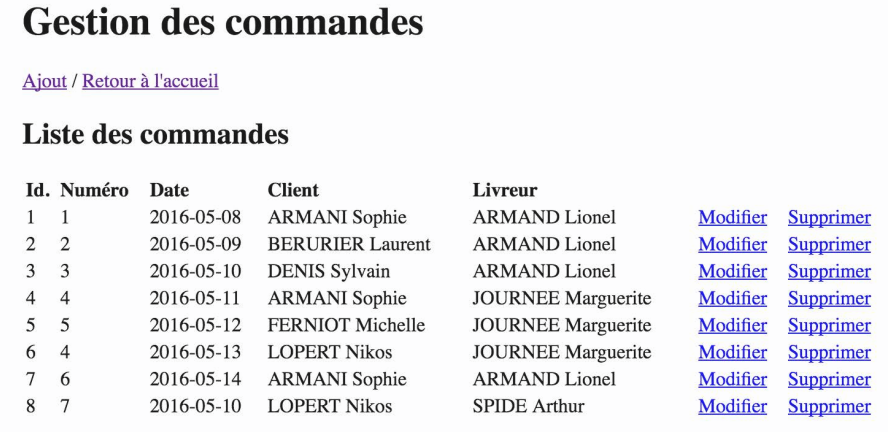 Gestion des commandes
Ajout / Retour à l'accueil
Liste des commandes
Id. Numéro Date Client Livreur
1 1 2016-05-08 ARMANI Sophie ARMAND Lionel Modifier Supprimer
2 2 2016-05-09 BERURIER Laurent ARMAND Lionel Modifier Supprimer
3 3 2016-05-10 DENIS Sylvain ARMAND Lionel Modifier Supprimer
4 4 2016-05-11 ARMANI Sophie JOURNEE Marguerite Modifier Supprimer
5 5 2016-05-12 FERNIOT Michelle JOURNEE Marguerite Modifier Supprimer
6 4 2016-05-13 LOPERT Nikos JOURNEE Marguerite Modifier Supprimer
7 6 2016-05-14 ARMANI Sophie ARMAND Lionel Modifier Supprimer
8 7 2016-05-10 LOPERT Nikos SPIDE Arthur Modifier Supprimer